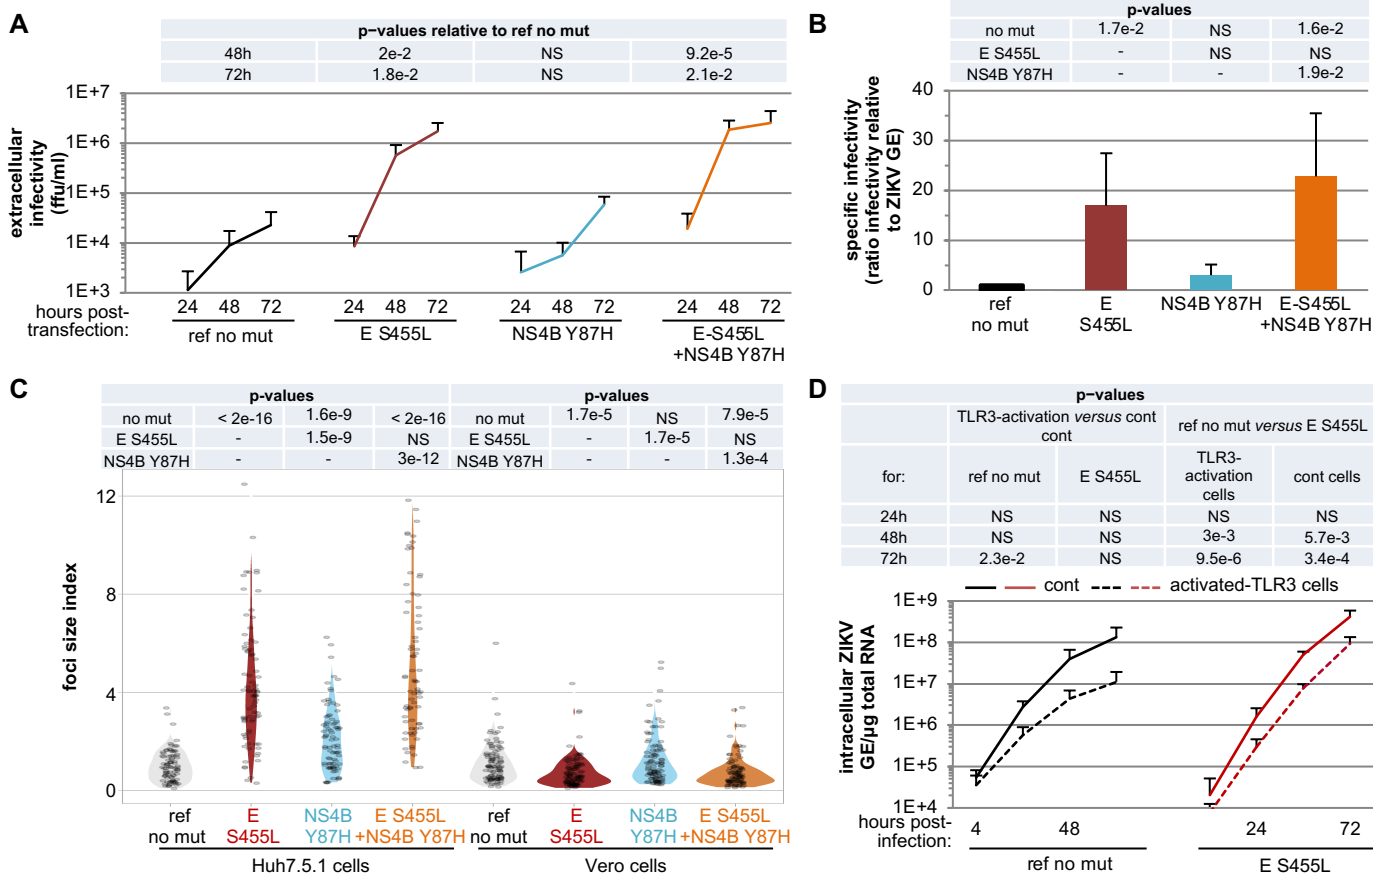 A
p−values relative to ref no mut
48h 2e-2 NS 9.2e-5
72h 1.8e-2 NS 2.1e-2
extracellular
infectivity
(ffu/ml)
1E+7
1E+6
1E+5
1E+4
1E+3
hours post-
transfection:
24 48 72 24 48 72 24 48 72 24 48 72
ref no mut
E S455L
NS4B Y87H
E-S455L
+NS4B Y87H
B
p-values
no mut 1.7e-2 NS 1.6e-2
E S455L - NS NS
NS4B Y87H - - 1.9e-2
specific infectivity
(ratio infectivity relative
to ZIKV GE)
40
30
20
10
0
ref
no mut
E
S455L
NS4B Y87H
E-S455L
+NS4B Y87H
C
p-values p-values
no mut < 2e-16 1.6e-9 < 2e-16 no mut 1.7e-5 NS 7.9e-5
E S455L - 1.5e-9 NS E S455L - 1.7e-5 NS
NS4B Y87H - - 3e-12 NS4B Y87H - - 1.3e-4
foci size index
12
8
4
0
ref
no mut
E
S455L
NS4B
Y87H
E S455L
+NS4B Y87H
ref
no mut
E
S455L
NS4B
Y87H
E S455L
+NS4B Y87H
Huh7.5.1 cells
Vero cells
D
p−values
TLR3-activation versus cont
cont
ref no mut versus E S455L
for: ref no mut E S455L
TLR3-
activation
cells
cont cells
24h NS NS NS NS
48h NS NS 3e-3 5.7e-3
72h 2.3e-2 NS 9.5e-6 3.4e-4
cont
activated-TLR3 cells
intracellular ZIKV
GE/µg total RNA
1E+9
1E+8
1E+7
1E+6
1E+5
1E+4
hours post-
infection:
4 48 24 72
ref no mut
E S455L